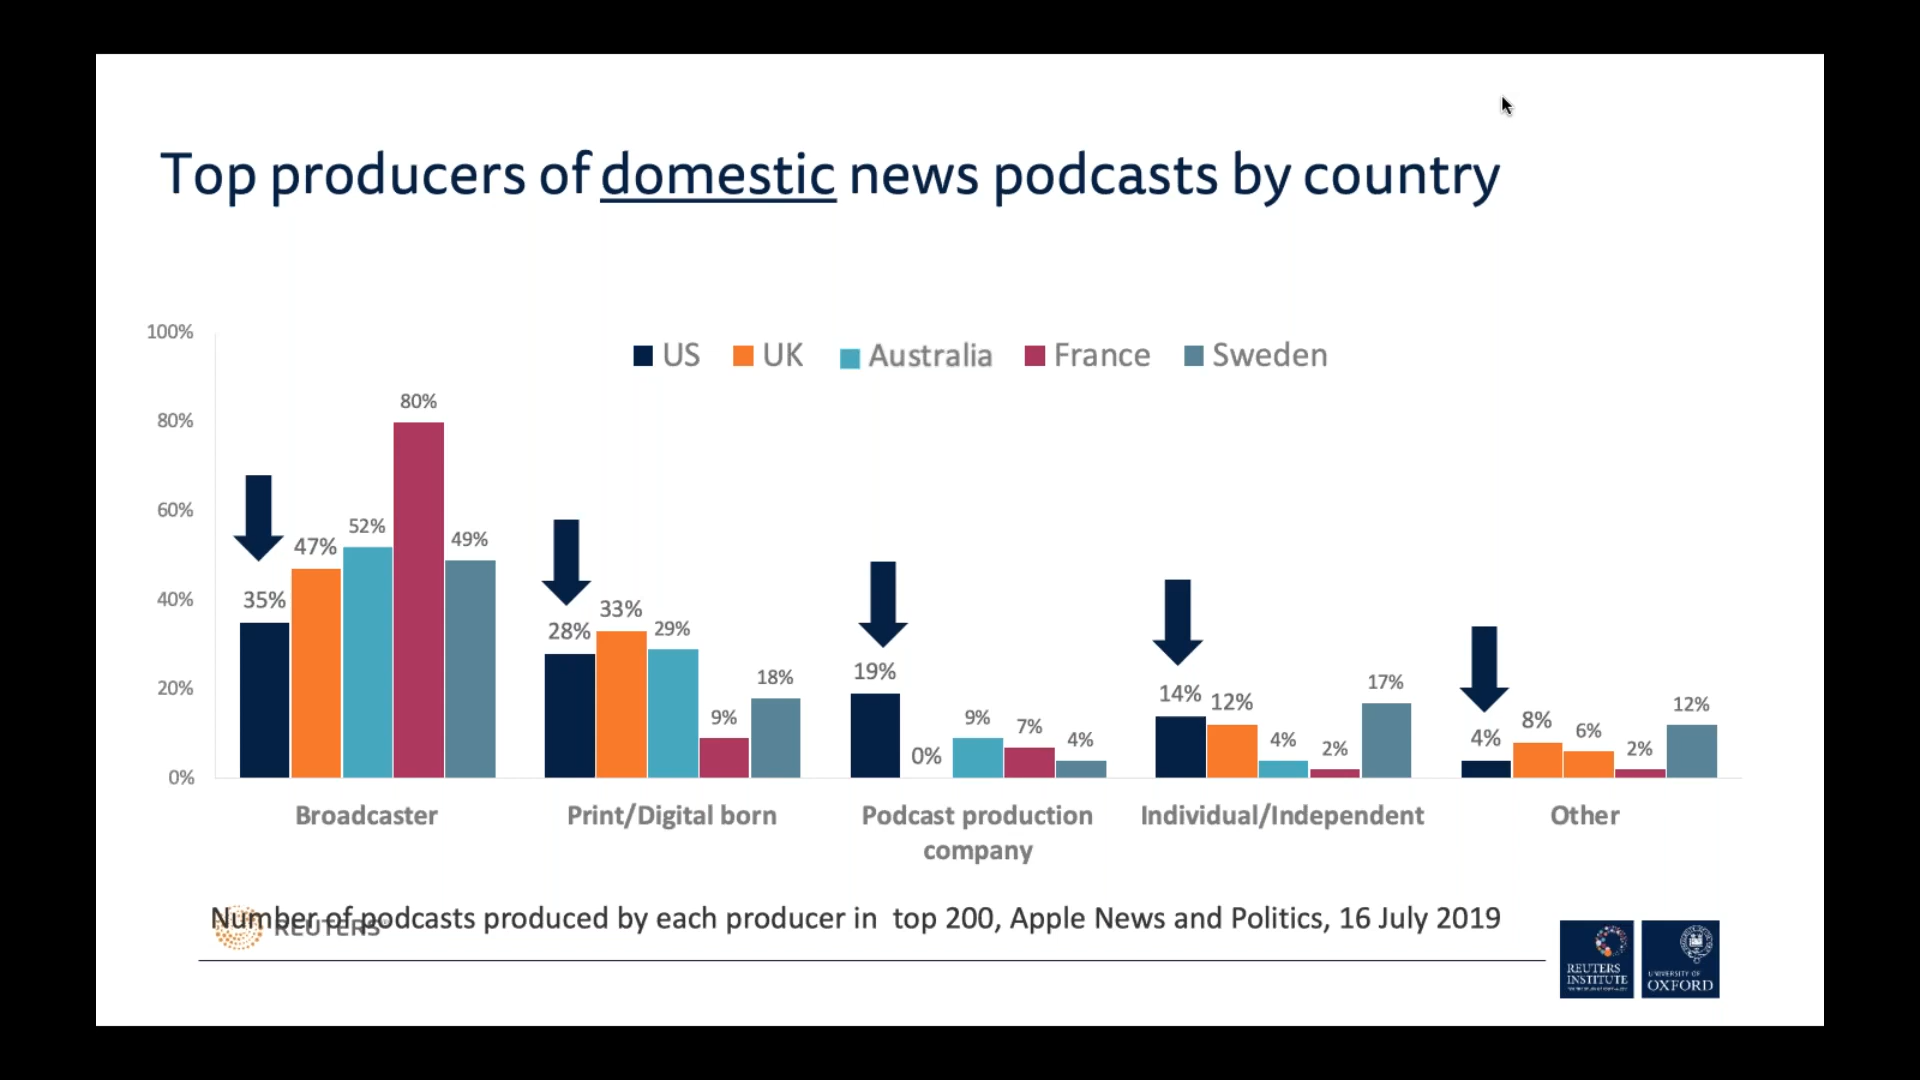 Top producers of domestic news podcasts by country
US UK Australia France Sweden
100%
80%
60%
40%
20%
0%
35% 47% 52% 80% 49%
28% 33% 29% 9% 18%
19% 0% 9% 7% 4%
14% 12% 4% 2% 17%
4% 8% 6% 2% 12%
Broadcaster
Print/Digital born
Podcast production
company
Individual/Independent
Other
Number of podcasts produced by each producer in top 200, Apple News and Politics, 16 July 2019
REUTERS
REUTERS
INSTITUTE
UNIVERSITY OF
OXFORD